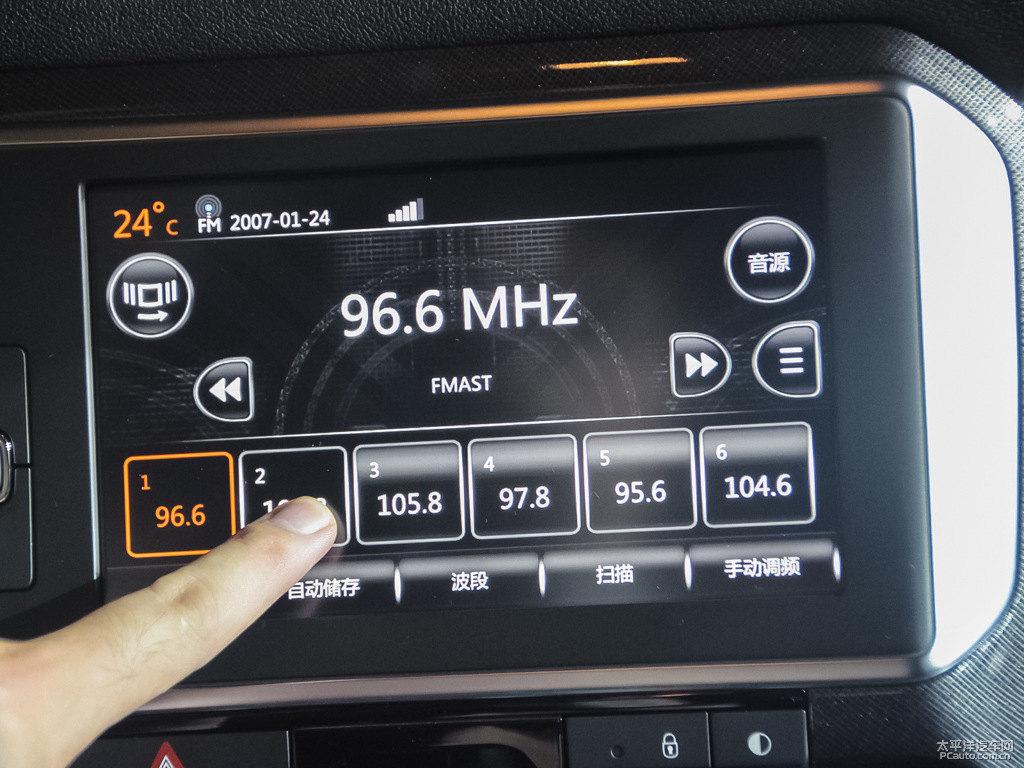 24°C FM 2007-01-24
音源
96.6 MHz
FMAST
1 2 3 4 5 6
96.6 105.8 97.8 95.6 104.6
自动储存 波段 扫描 手动调频
太平洋汽车网
PCauto.com.cn